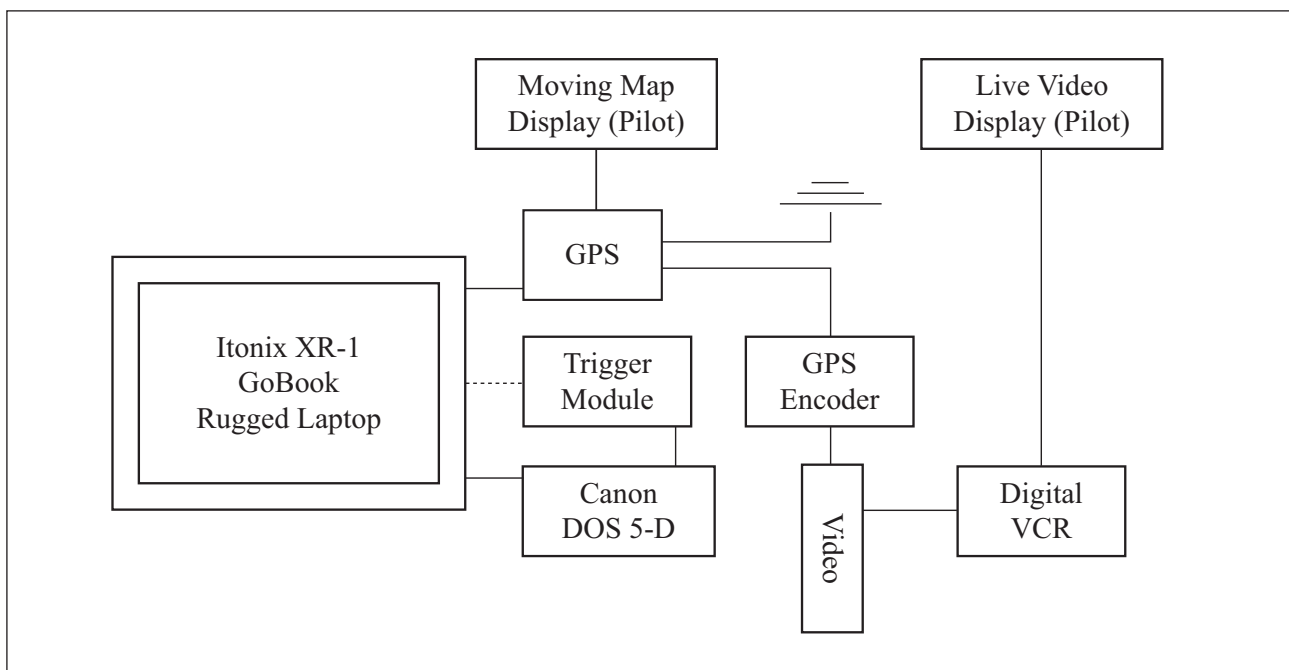 Moving Map
Display (Pilot)
Live Video
Display (Pilot)
GPS
Itonix XR-1
GoBook
Rugged Laptop
Trigger
Module
GPS
Encoder
Canon
DOS 5-D
Video
Digital
VCR